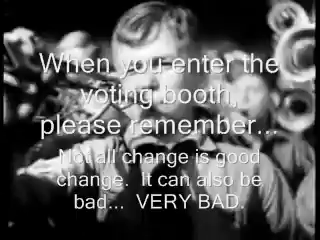 When you enter the
voting booth,
please remember...
Not all change is good
change.  It can also be
bad...  VERY BAD.